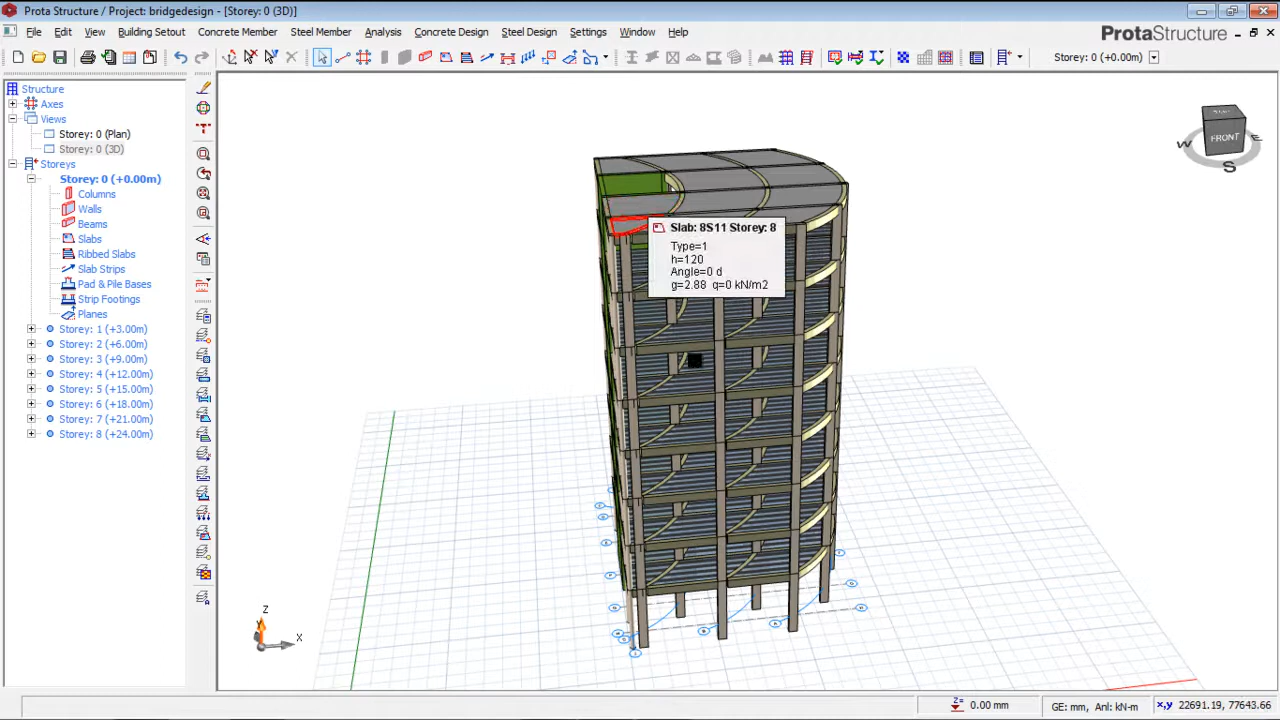 Prota Structure / Project: bridgedesign - [Storey: 0 (3D)]
File Edit View Building Setout Concrete Member Steel Member Analysis Concrete Design Steel Design Settings Window Help
ProtaStructure
Storey: 0 (+0.00m)
Structure
Axes
Views
Storey: 0 (Plan)
Storey: 0 (3D)
Storeys
Storey: 0 (+0.00m)
Columns
Walls
Beams
Slabs
Ribbed Slabs
Slab Strips
Pad & Pile Bases
Strip Footings
Planes
Storey: 1 (+3.00m)
Storey: 2 (+6.00m)
Storey: 3 (+9.00m)
Storey: 4 (+12.00m)
Storey: 5 (+15.00m)
Storey: 6 (+18.00m)
Storey: 7 (+21.00m)
Storey: 8 (+24.00m)
Slab: 8S11 Storey: 8
Type=1
h=120
Angle=0 d
g=2.88 q=0 kN/m2
FRONT
W
S
Z
X
Z= 0.00 mm
GE: mm, Anl: kN-m
x,y 22691.19, 77643.66